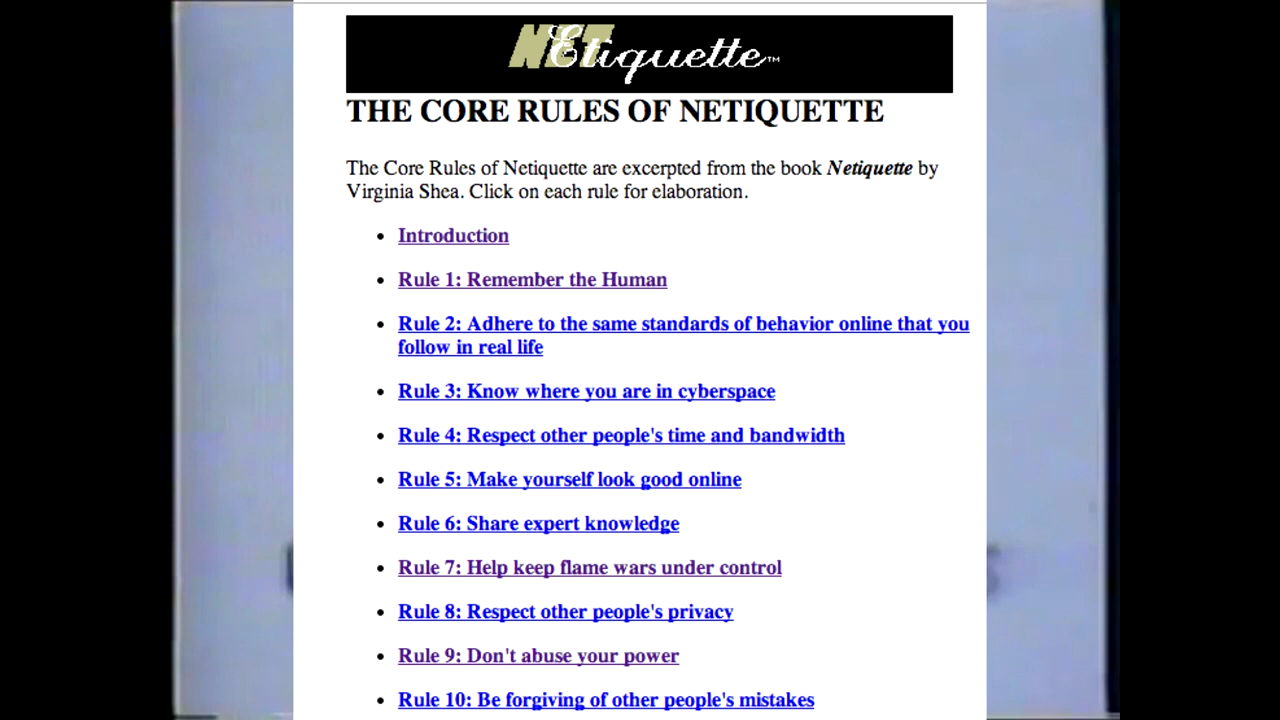 NETiquette™
THE CORE RULES OF NETIQUETTE
The Core Rules of Netiquette are excerpted from the book Netiquette by
Virginia Shea. Click on each rule for elaboration.
• Introduction
• Rule 1: Remember the Human
• Rule 2: Adhere to the same standards of behavior online that you
follow in real life
• Rule 3: Know where you are in cyberspace
• Rule 4: Respect other people's time and bandwidth
• Rule 5: Make yourself look good online
• Rule 6: Share expert knowledge
• Rule 7: Help keep flame wars under control
• Rule 8: Respect other people's privacy
• Rule 9: Don't abuse your power
• Rule 10: Be forgiving of other people's mistakes